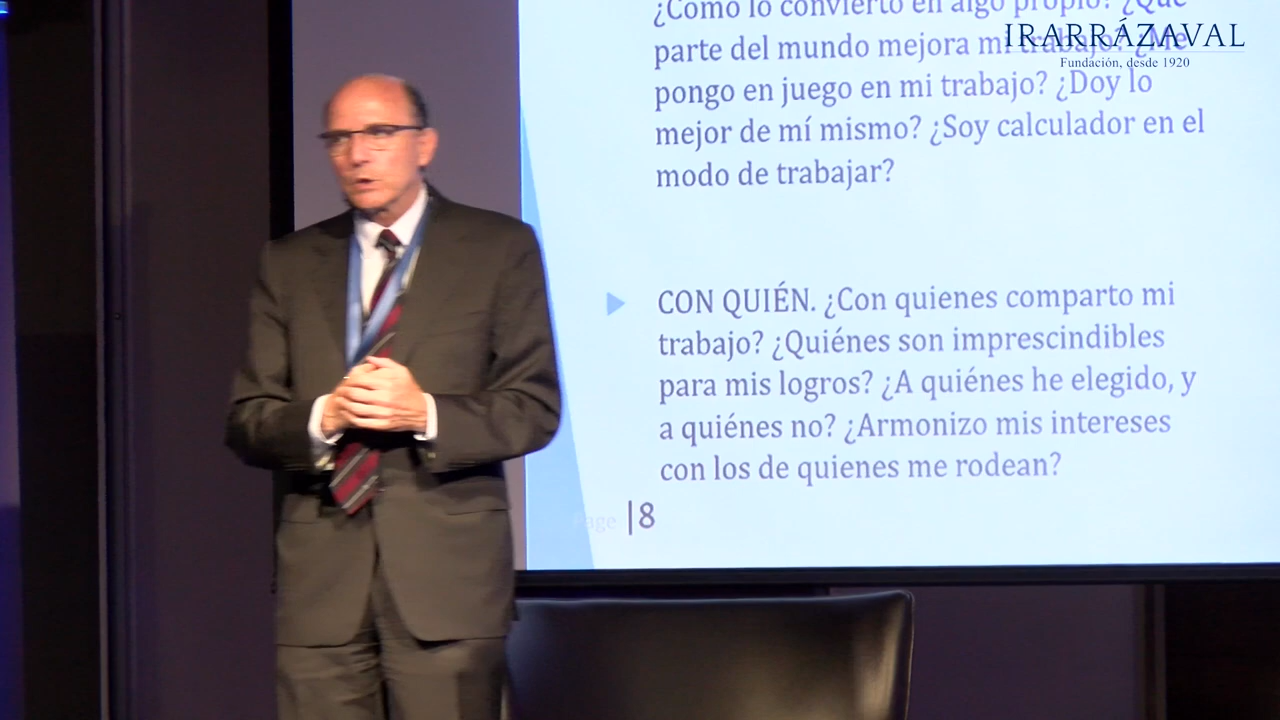 ¿Cómo lo convierto en algo propio? ¿Qué
parte del mundo mejora mi trabajo? ¿Me
pongo en juego en mi trabajo? ¿Doy lo
mejor de mí mismo? ¿Soy calculador en el
modo de trabajar?
IRARRÁZAVAL
Fundación, desde 1920
CON QUIÉN. ¿Con quienes comparto mi
trabajo? ¿Quiénes son imprescindibles
para mis logros? ¿A quiénes he elegido, y
a quiénes no? ¿Armonizo mis intereses
con los de quienes me rodean?
Page |8